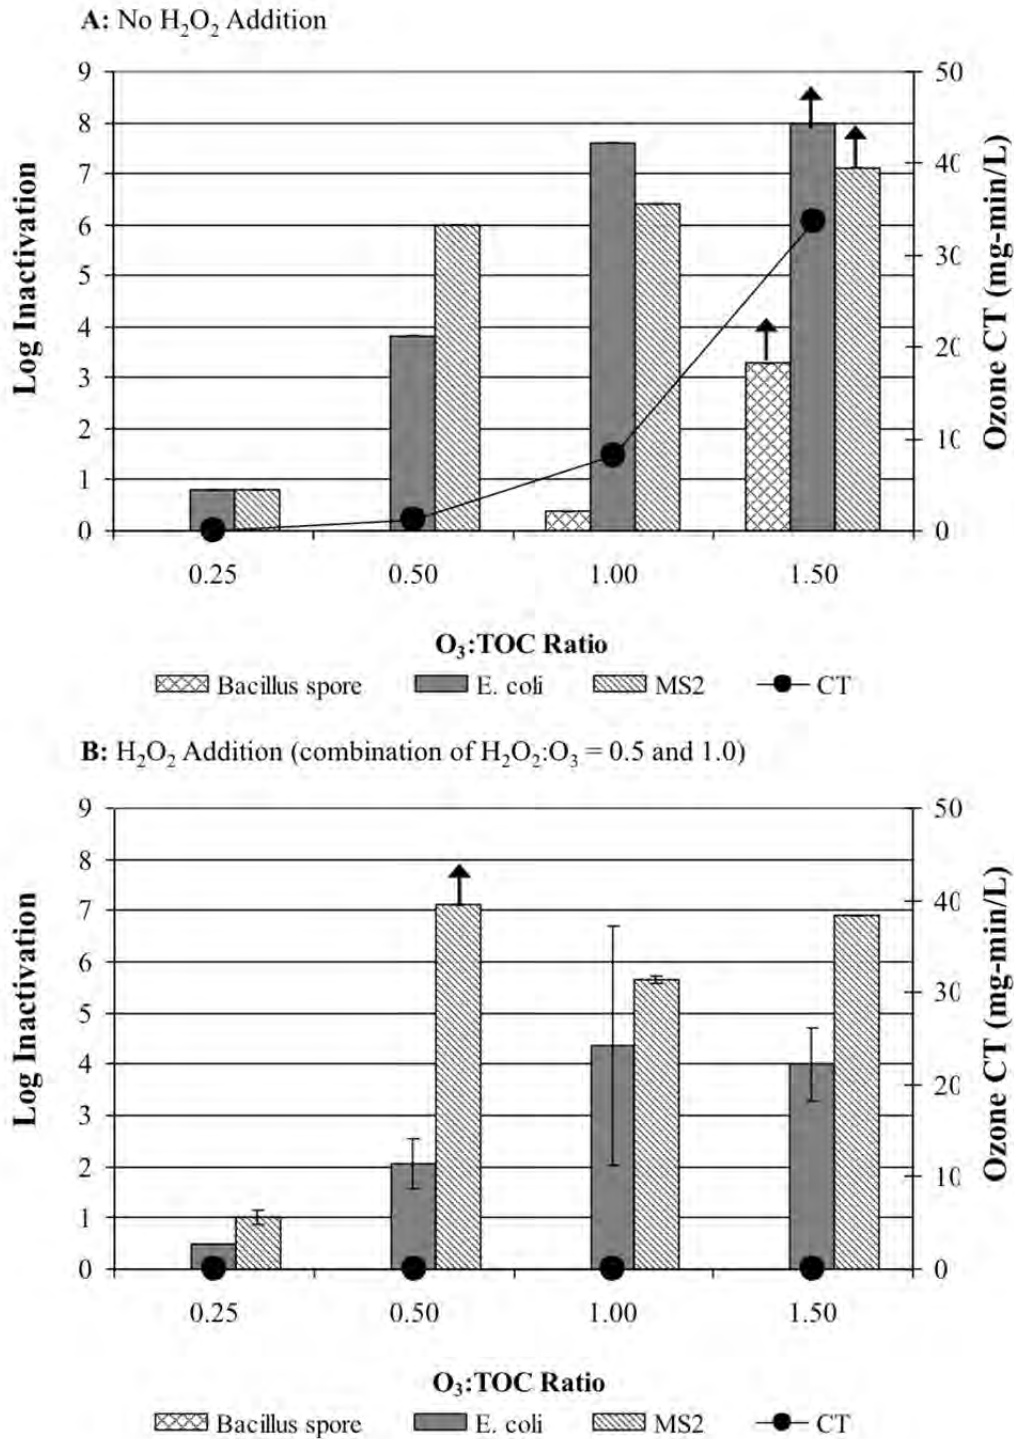 A: No H₂O₂ Addition
9
8
7
6
5
4
3
2
1
0
Log Inactivation
50
40
30
20
10
0
Ozone CT (mg-min/L)
0.25 0.50 1.00 1.50
O₃:TOC Ratio
Bacillus spore E. coli MS2 CT
B: H₂O₂ Addition (combination of H₂O₂:O₃ = 0.5 and 1.0)
9
8
7
6
5
4
3
2
1
0
Log Inactivation
50
40
30
20
10
0
Ozone CT (mg-min/L)
0.25 0.50 1.00 1.50
O₃:TOC Ratio
Bacillus spore E. coli MS2 CT